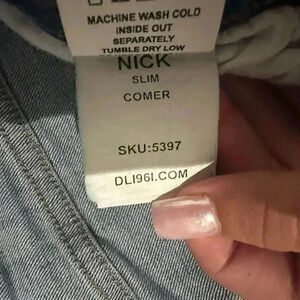 MACHINE WASH COLD
INSIDE OUT
SEPARATELY
TUMBLE DRY LOW
NICK
SLIM
COMER
SKU:5397
DL1961.COM